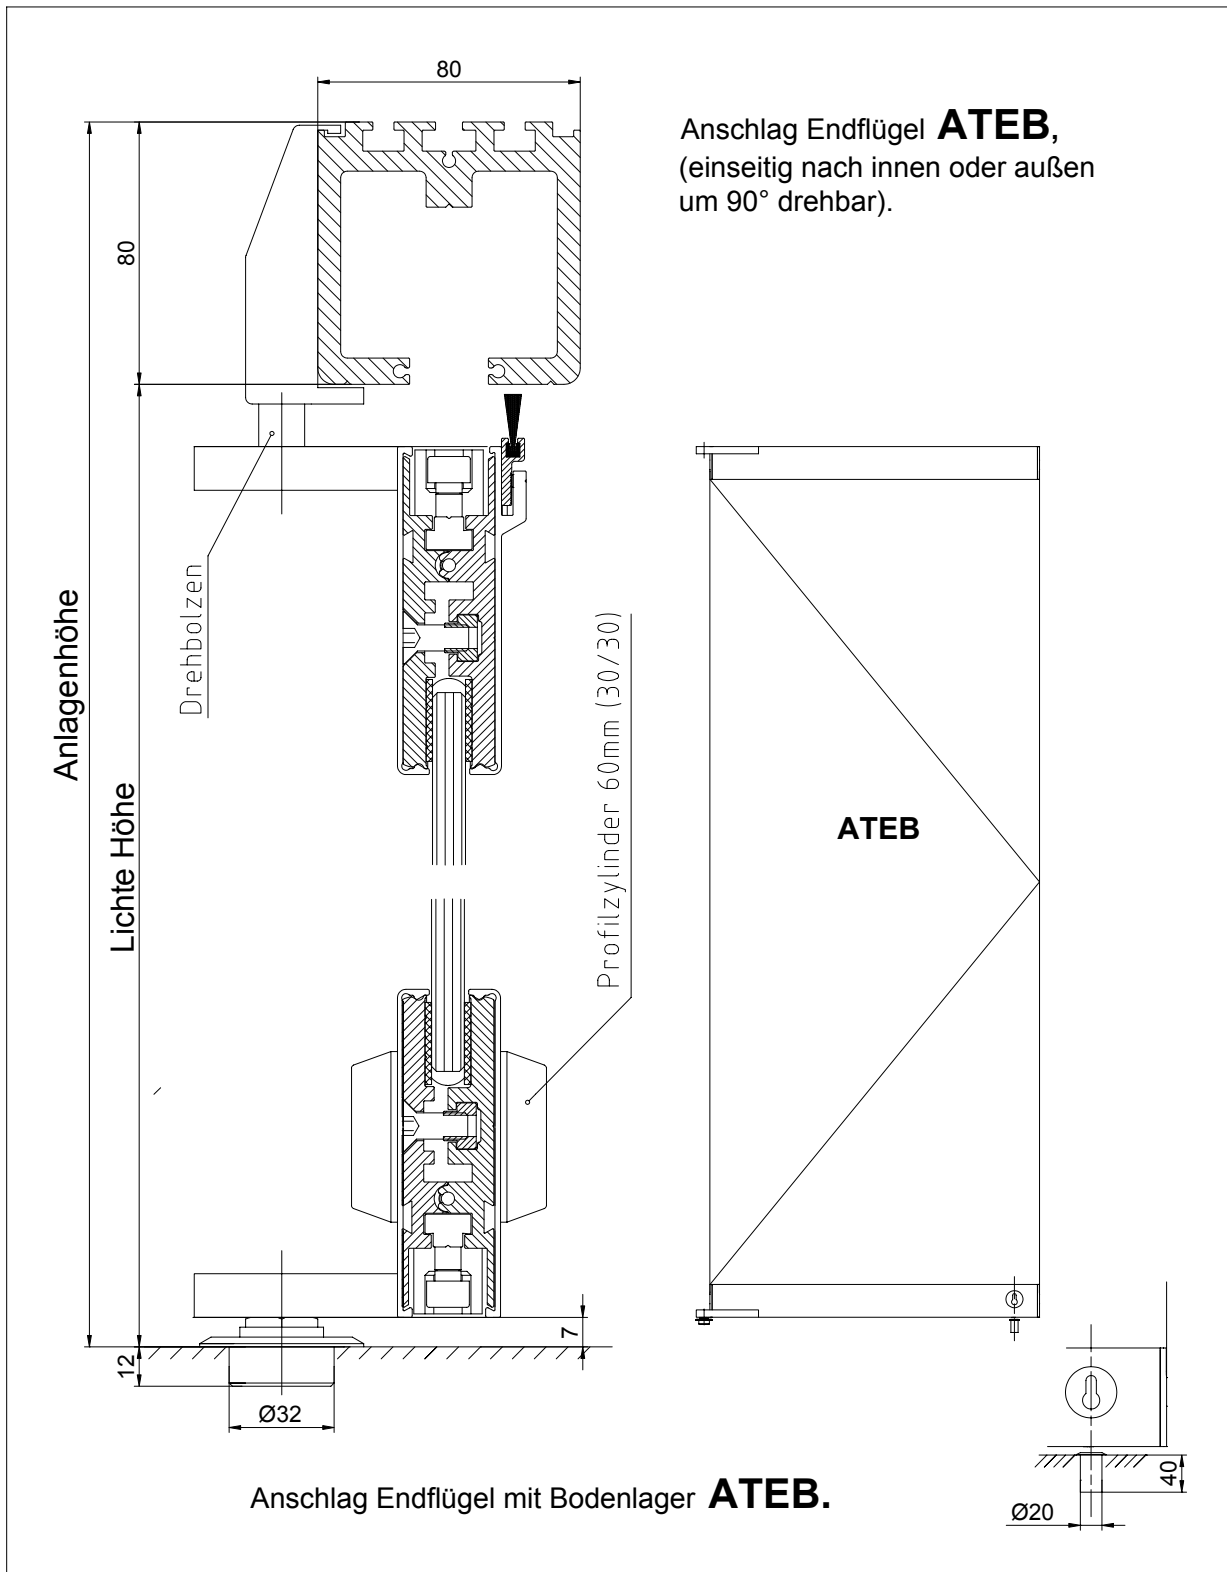 80
Anschlag Endflügel ATEB,
(einseitig nach innen oder außen
um 90° drehbar).
80
Anlagenhöhe
Lichte Höhe
Drehbolzen
Profilzylinder 60mm (30/30)
ATEB
7
12
Ø32
40
Ø20
Anschlag Endflügel mit Bodenlager ATEB.